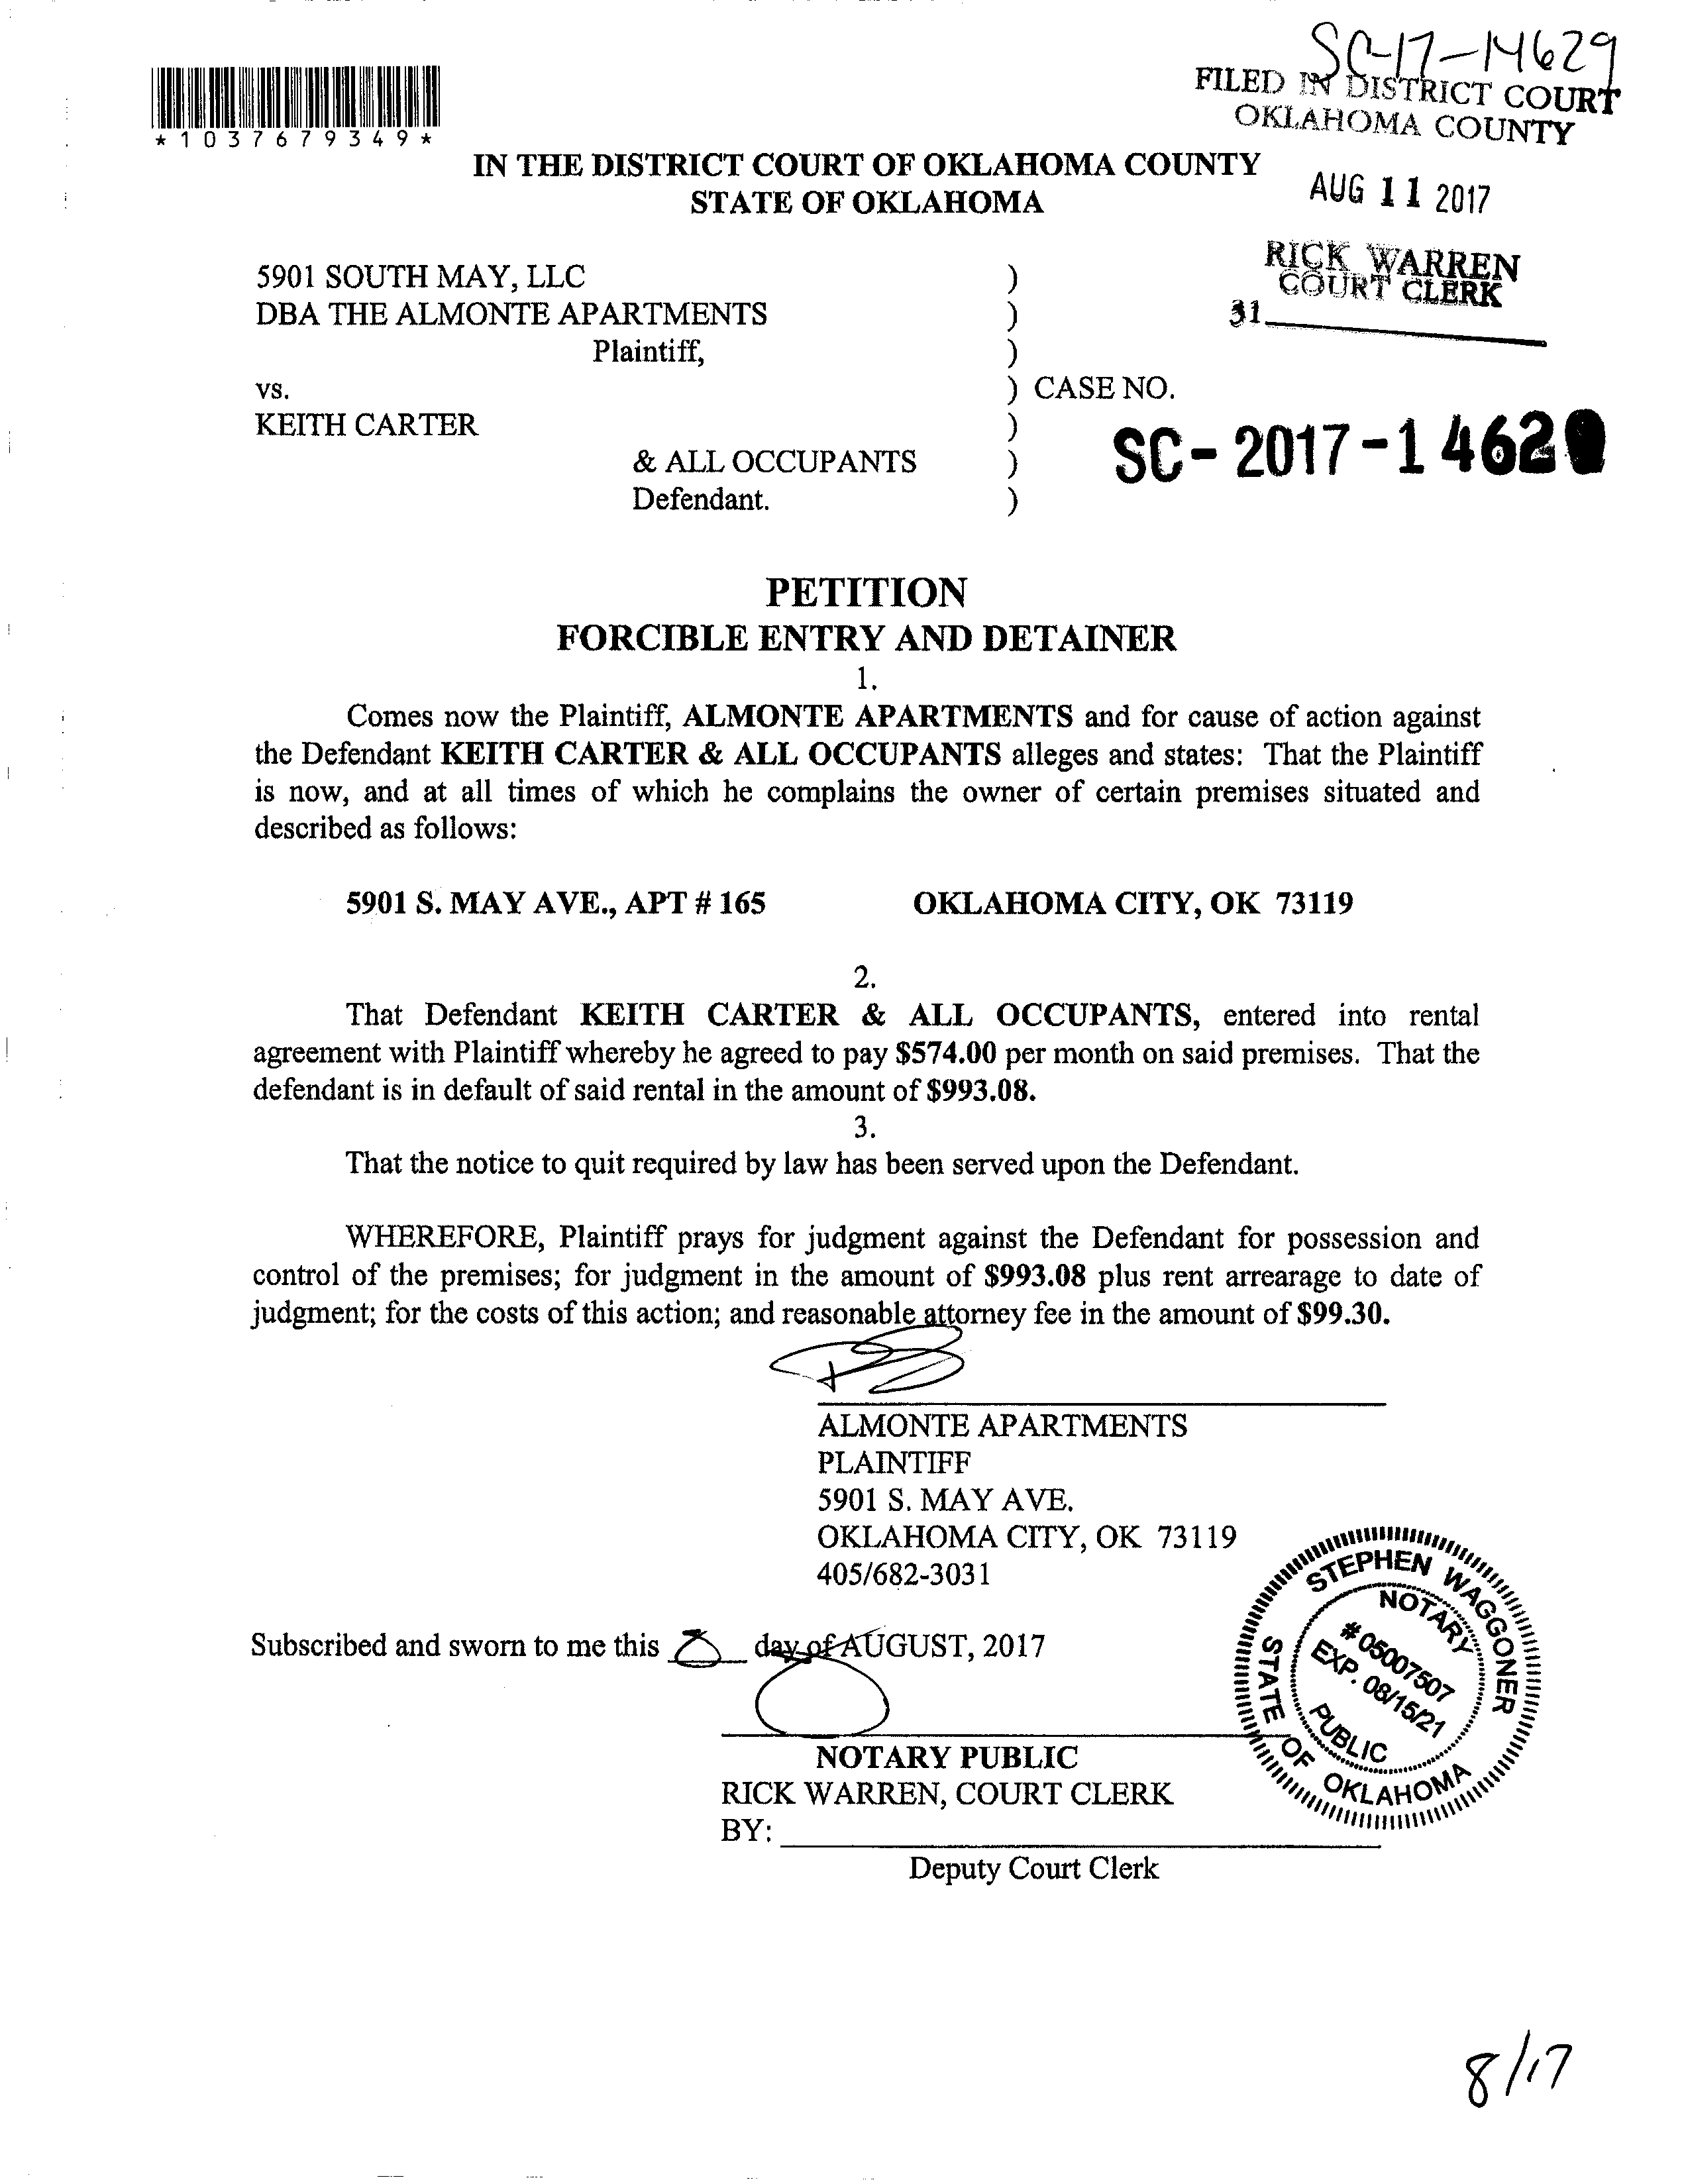 SC-17-14629
FILED IN DISTRICT COURT
OKLAHOMA COUNTY
*1037679349*
IN THE DISTRICT COURT OF OKLAHOMA COUNTY
STATE OF OKLAHOMA
AUG 11 2017
RICK WARREN
COURT CLERK
31
5901 SOUTH MAY, LLC )
DBA THE ALMONTE APARTMENTS )
Plaintiff, )
vs. ) CASE NO.
KEITH CARTER )
& ALL OCCUPANTS ) SC-2017-1462
Defendant. )
PETITION
FORCIBLE ENTRY AND DETAINER
1.
Comes now the Plaintiff, ALMONTE APARTMENTS and for cause of action against
the Defendant KEITH CARTER & ALL OCCUPANTS alleges and states: That the Plaintiff
is now, and at all times of which he complains the owner of certain premises situated and
described as follows:
5901 S. MAY AVE., APT # 165 OKLAHOMA CITY, OK 73119
2.
That Defendant KEITH CARTER & ALL OCCUPANTS, entered into rental
agreement with Plaintiff whereby he agreed to pay $574.00 per month on said premises. That the
defendant is in default of said rental in the amount of $993.08.
3.
That the notice to quit required by law has been served upon the Defendant.
WHEREFORE, Plaintiff prays for judgment against the Defendant for possession and
control of the premises; for judgment in the amount of $993.08 plus rent arrearage to date of
judgment; for the costs of this action; and reasonable attorney fee in the amount of $99.30.
ALMONTE APARTMENTS
PLAINTIFF
5901 S. MAY AVE.
OKLAHOMA CITY, OK 73119
405/682-3031
Subscribed and sworn to me this 8 day of AUGUST, 2017
NOTARY PUBLIC
RICK WARREN, COURT CLERK
BY:
Deputy Court Clerk
STEPHEN WAGGONER
NOTARY
# 05007507
EXP. 08/15/21
PUBLIC
STATE OF OKLAHOMA
8/17